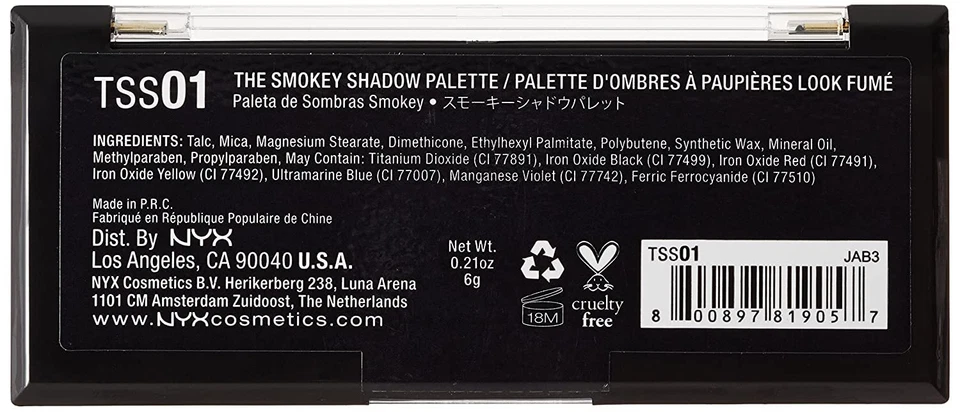 TSS01
THE SMOKEY SHADOW PALETTE / PALETTE D'OMBRES À PAUPIÈRES LOOK FUMÉ
Paleta de Sombras Smokey • スモーキーシャドウパレット
INGREDIENTS: Talc, Mica, Magnesium Stearate, Dimethicone, Ethylhexyl Palmitate, Polybutene, Synthetic Wax, Mineral Oil,
Methylparaben, Propylparaben, May Contain: Titanium Dioxide (CI 77891), Iron Oxide Black (CI 77499), Iron Oxide Red (CI 77491),
Iron Oxide Yellow (CI 77492), Ultramarine Blue (CI 77007), Manganese Violet (CI 77742), Ferric Ferrocyanide (CI 77510)
Made in P.R.C.
Fabriqué en République Populaire de Chine
Dist. By NYX
Los Angeles, CA 90040 U.S.A.
NYX Cosmetics B.V. Herikerberg 238, Luna Arena
1101 CM Amsterdam Zuidoost, The Netherlands
www.NYXcosmetics.com
Net Wt.
0.21oz
6g
18M
cruelty
free
TSS01 JAB3
8 00897 81905 7